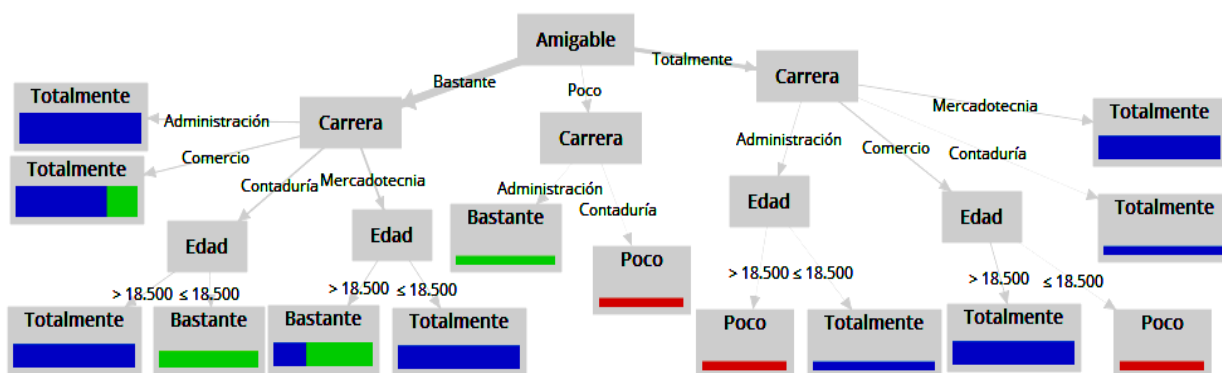 Amigable
Bastante
Poco
Totalmente
Carrera
Administración
Totalmente
Comercio
Totalmente
Contaduría
Edad
> 18.500
Totalmente
≤ 18.500
Bastante
Mercadotecnia
Edad
> 18.500
Bastante
≤ 18.500
Totalmente
Carrera
Administración
Bastante
Contaduría
Poco
Carrera
Administración
Edad
> 18.500
Poco
≤ 18.500
Totalmente
Comercio
Edad
> 18.500
Totalmente
≤ 18.500
Poco
Contaduría
Totalmente
Mercadotecnia
Totalmente